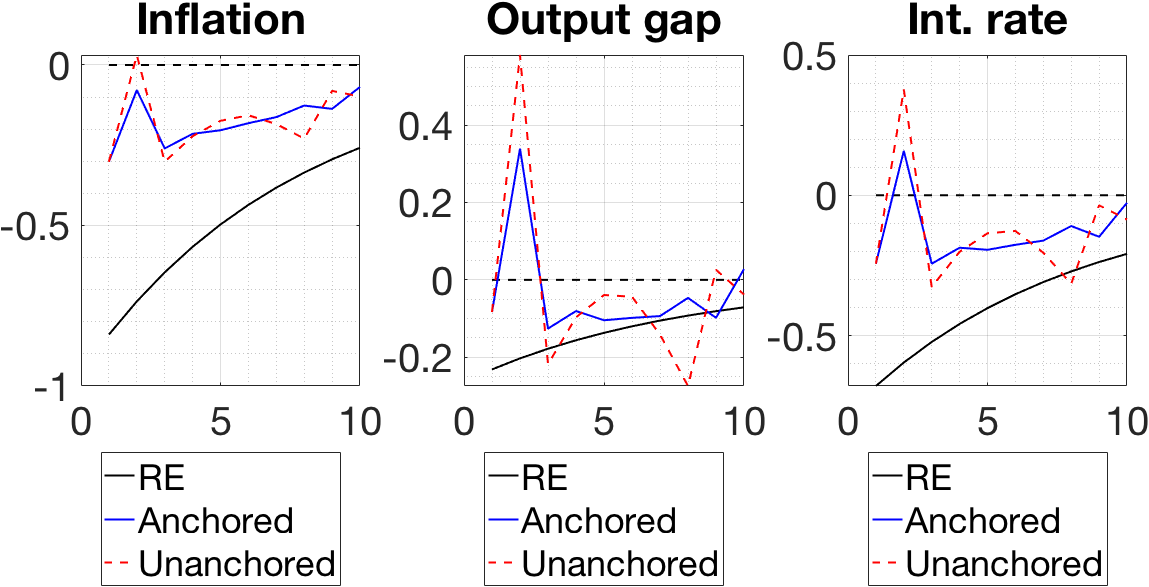 Inflation
0
-0.5
-1
0
5
10
RE
Anchored
Unanchored
Output gap
0.4
0.2
0
-0.2
0
5
10
RE
Anchored
Unanchored
Int. rate
0.5
0
-0.5
0
5
10
RE
Anchored
Unanchored